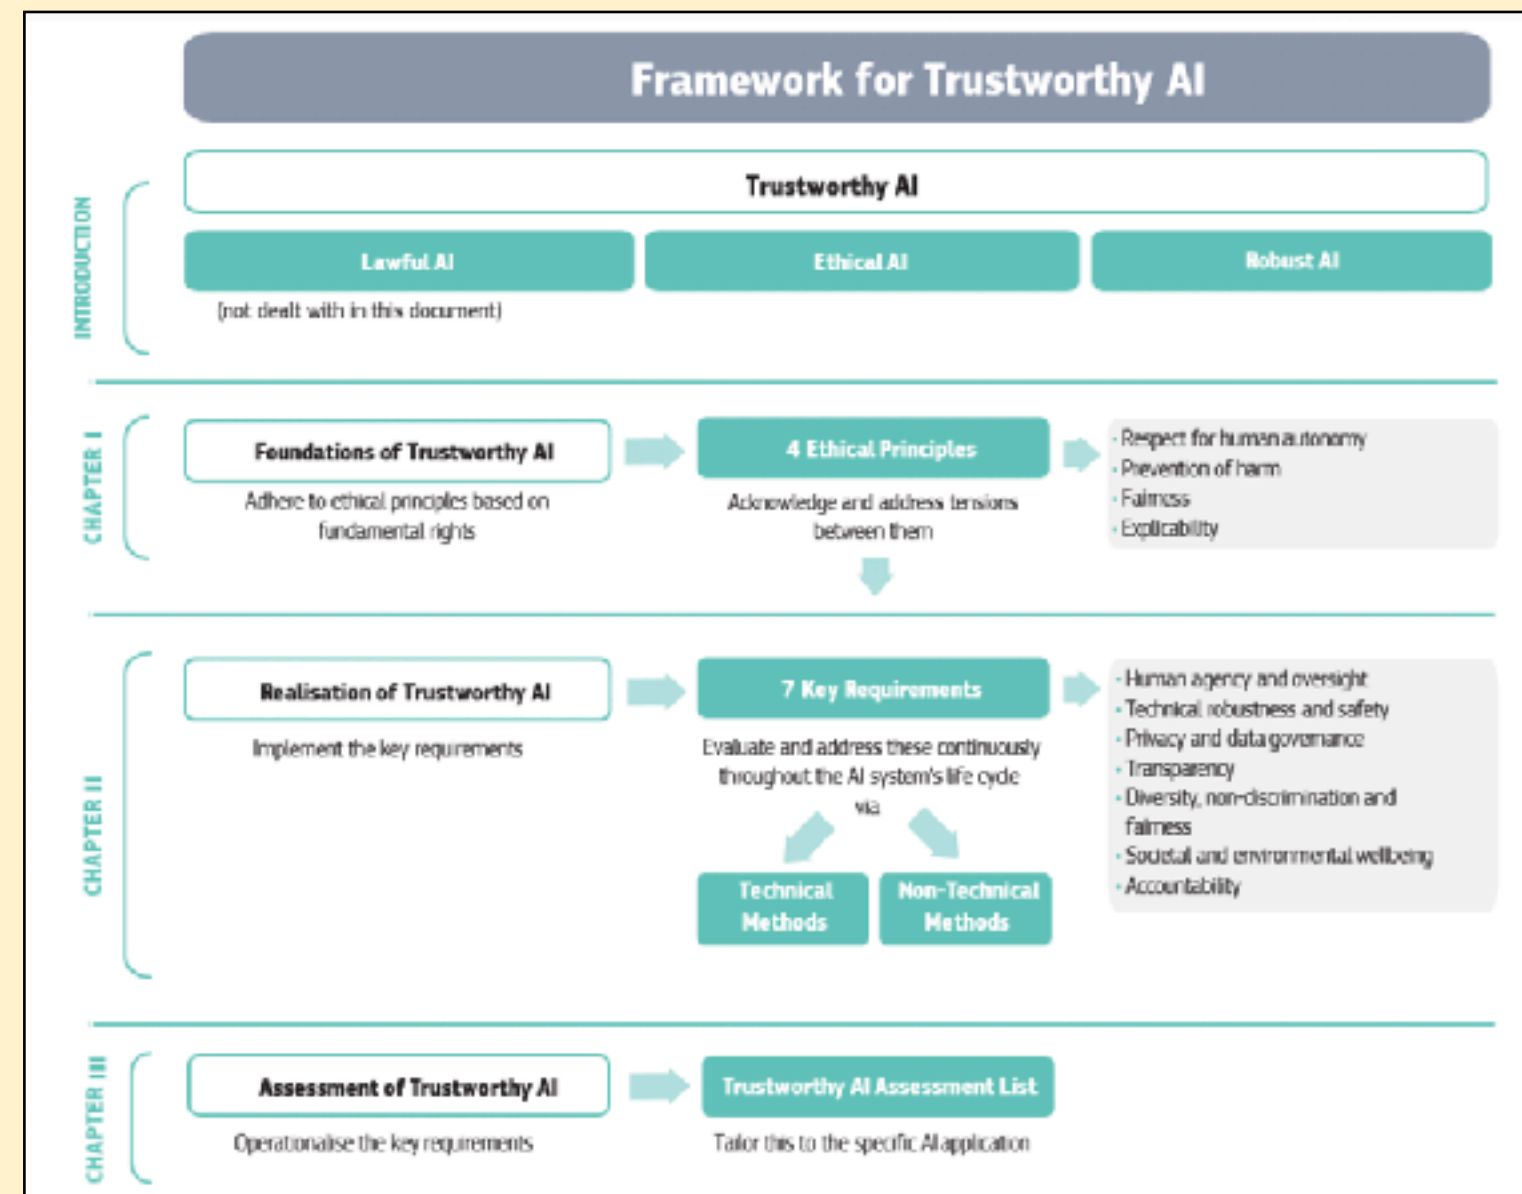 Framework for Trustworthy AI
INTRODUCTION
Trustworthy AI
Lawful AI
Ethical AI
Robust AI
(not dealt with in this document)
CHAPTER I
Foundations of Trustworthy AI
Adhere to ethical principles based on
fundamental rights
4 Ethical Principles
Acknowledge and address tensions
between them
· Respect for human autonomy
· Prevention of harm
· Fairness
· Explicability
CHAPTER II
Realisation of Trustworthy AI
Implement the key requirements
7 Key Requirements
Evaluate and address these continuously
throughout the AI system's life cycle
via
Technical
Methods
Non-Technical
Methods
· Human agency and oversight
· Technical robustness and safety
· Privacy and data governance
· Transparency
· Diversity, non-discrimination and
fairness
· Societal and environmental wellbeing
· Accountability
CHAPTER III
Assessment of Trustworthy AI
Operationalise the key requirements
Trustworthy AI Assessment List
Tailor this to the specific AI application